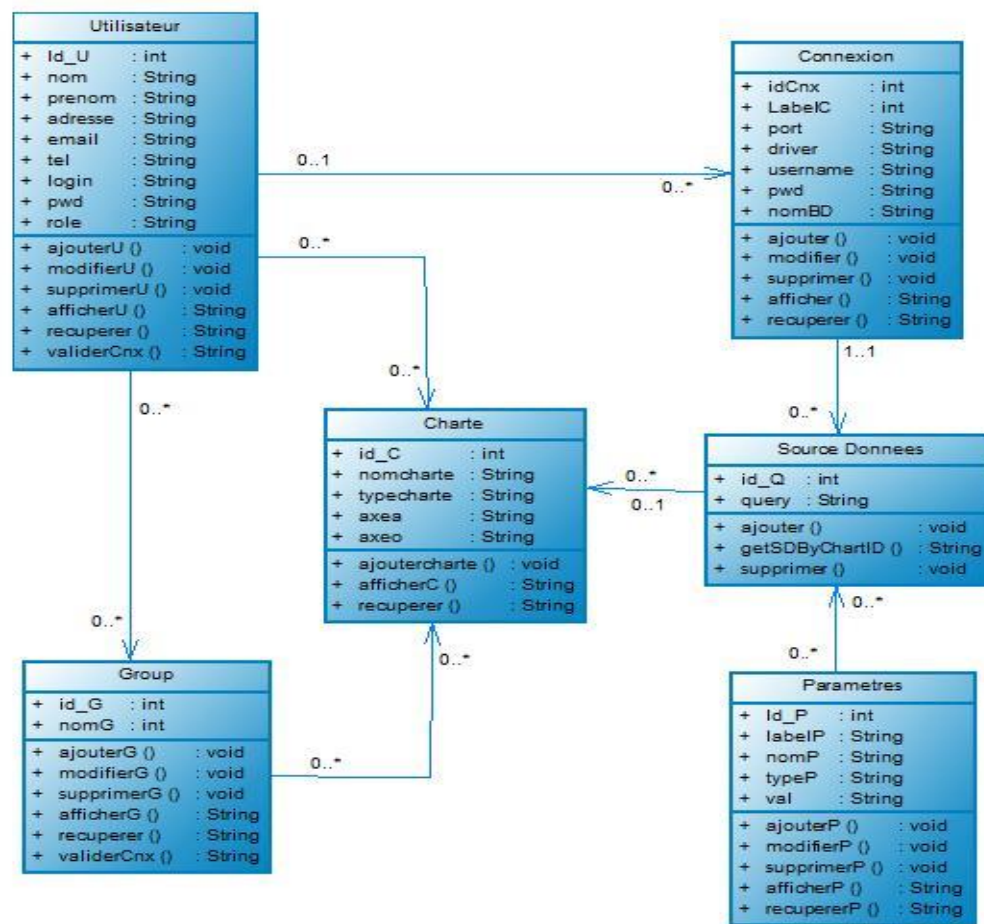 Utilisateur
+ Id_U : int
+ nom : String
+ prenom : String
+ adresse : String
+ email : String
+ tel : String
+ login : String
+ pwd : String
+ role : String
+ ajouterU () : void
+ modifierU () : void
+ supprimerU () : void
+ afficherU () : String
+ recuperer () : String
+ validerCnx () : String
Connexion
+ idCnx : int
+ LabelC : int
+ port : String
+ driver : String
+ username : String
+ pwd : String
+ nomBD : String
+ ajouter () : void
+ modifier () : void
+ supprimer () : void
+ afficher () : String
+ recuperer () : String
0..1
0..*
0..*
0..*
0..*
0..*
1..1
0..*
Charte
+ id_C : int
+ nomcharte : String
+ typecharte : String
+ axea : String
+ axeo : String
+ ajoutercharte () : void
+ afficherC () : String
+ recuperer () : String
0..*
0..1
Source Donnees
+ id_Q : int
+ query : String
+ ajouter () : void
+ getSDByChartID () : String
+ supprimer () : void
0..*
0..*
Group
+ id_G : int
+ nomG : int
+ ajouterG () : void
+ modifierG () : void
+ supprimerG () : void
+ afficherG () : String
+ recuperer () : String
+ validerCnx () : String
0..*
0..*
Parametres
+ Id_P : int
+ labelP : String
+ nomP : String
+ typeP : String
+ val : String
+ ajouterP () : void
+ modifierP () : void
+ supprimerP () : void
+ afficherP () : String
+ recupererP () : String